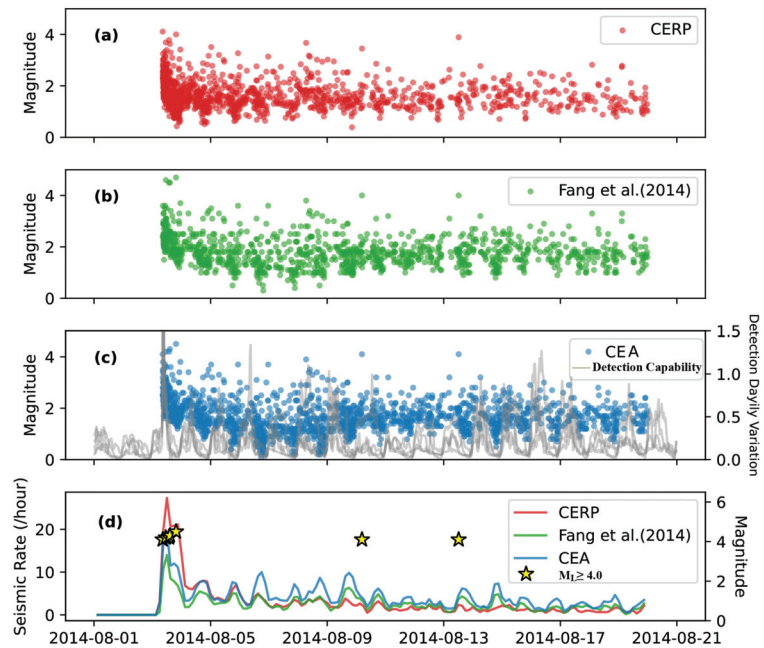 (a)
CERP
Magnitude
4
2
0
(b)
Fang et al.(2014)
Magnitude
4
2
0
(c)
CEA
Detection Capability
Magnitude
4
2
0
1.5
1.0
0.5
0.0
Detection Dayily Variation
(d)
CERP
Fang et al.(2014)
CEA
M_L≥ 4.0
Seismic Rate (/hour)
20
10
0
6
4
2
0
Magnitude
2014-08-01 2014-08-05 2014-08-09 2014-08-13 2014-08-17 2014-08-21